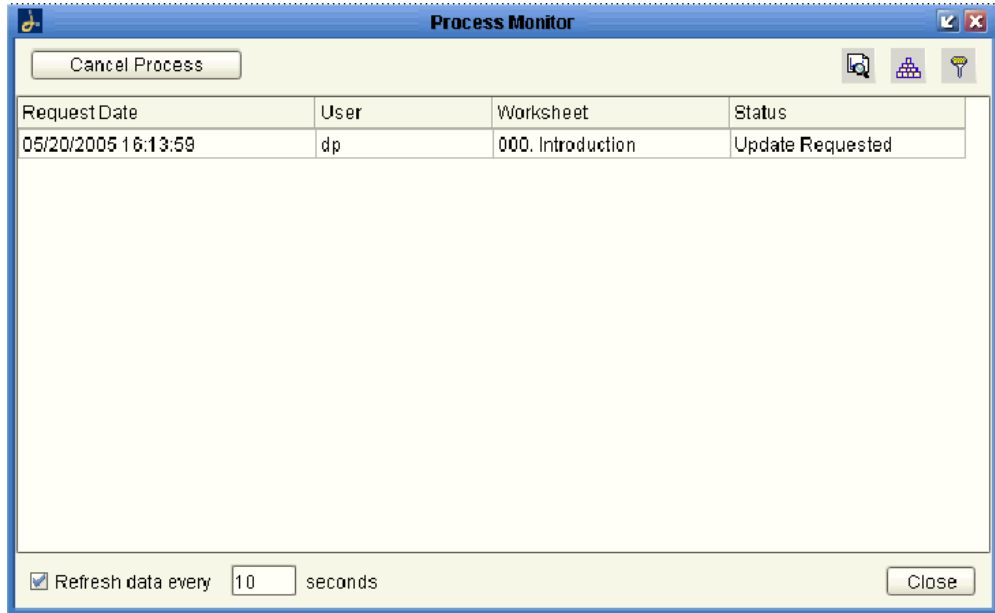 Process Monitor
Cancel Process
Request Date User Worksheet Status
05/20/2005 16:13:59 dp 000. Introduction Update Requested
Refresh data every 10 seconds Close